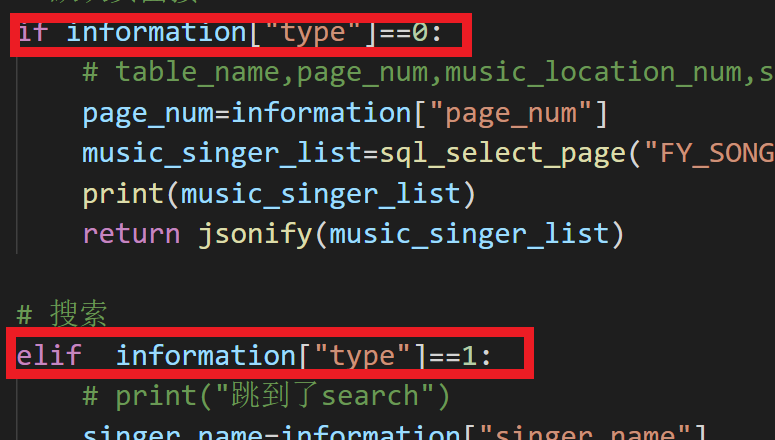 if information["type"]==0:
# table_name,page_num,music_location_num,s
page_num=information["page_num"]
music_singer_list=sql_select_page("FY_SONG
print(music_singer_list)
return jsonify(music_singer_list)
# 搜索
elif  information["type"]==1:
# print("跳到了search")
singer_name=information["singer_name"]